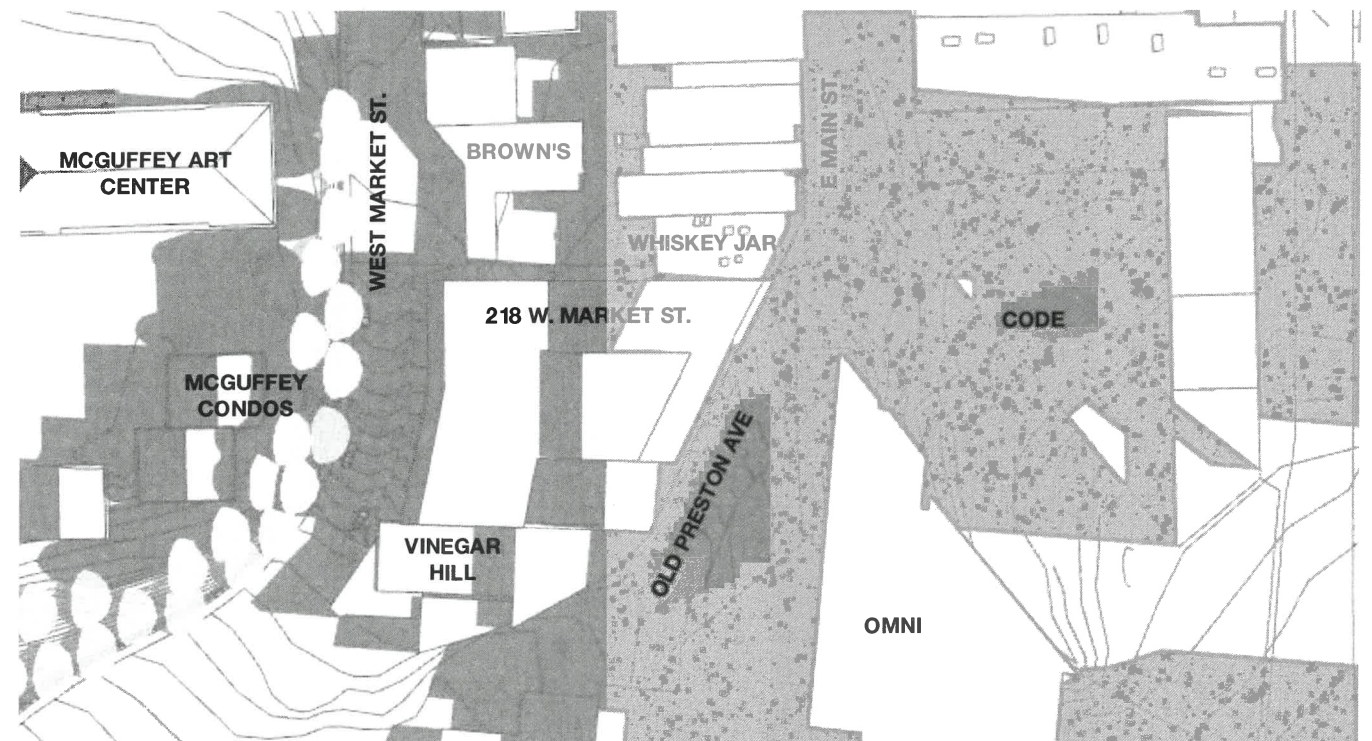 MCGUFFEY ART
CENTER
WEST MARKET ST.
BROWN'S
E MAIN ST.
WHISKEY JAR
218 W. MARKET ST.
CODE
MCGUFFEY
CONDOS
OLD PRESTON AVE
VINEGAR
HILL
OMNI